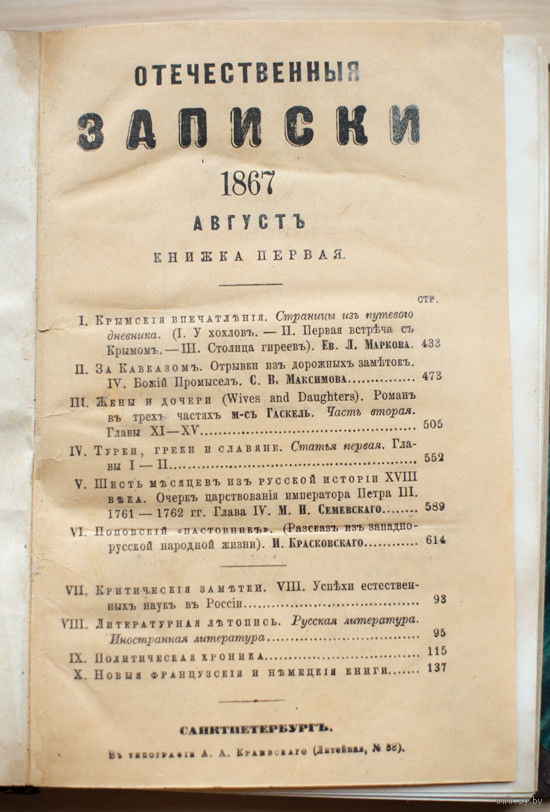 ОТЕЧЕСТВЕННЫЯ
ЗАПИСКИ
1867
АВГУСТЪ
КНИЖКА ПЕРВАЯ.
СТР.
I. Крымскія впечатлѣнія. Страницы изъ путевого
дневника. (I. У хохловъ. — II. Первая встрѣча съ
Крымомъ. — III. Столица гиреевъ). Ев. Л. Маркова. 433
II. За Кавказомъ. Отрывки изъ дорожныхъ замѣтокъ.
IV. Божій Промыселъ. С. В. Максимова............... 473
III. Жены и дочери (Wives and Daughters). Романъ
въ трехъ частяхъ м-съ Гаскель. Часть вторая.
Главы XI—XV........................................ 505
IV. Турки, греки и славяне. Статья первая. Гла-
вы I — II.......................................... 552
V. Шесть мѣсяцевъ изъ русской исторіи XVIII
вѣка. Очеркъ царствованія императора Петра III.
1761 — 1762 гг. Глава IV. М. И. Семевскаго........ 589
VI. Поповскій «пастовникъ». (Разсказъ изъ западно-
русской народной жизни). И. Красковскаго............ 614
VII. Критическія замѣтки. VIII. Успѣхи естествен-
ныхъ наукъ въ Россіи............................... 93
VIII. Литературная лѣтопись. Русская литература.
Иностранная литература............................. 95
IX. Политическая хроника........................... 115
X. Новыя французскія и нѣмецкія книги....... 137
САНКТПЕТЕРБУРГЪ.
Въ типографіи А. А. Краевскаго (Литейная, № 38).